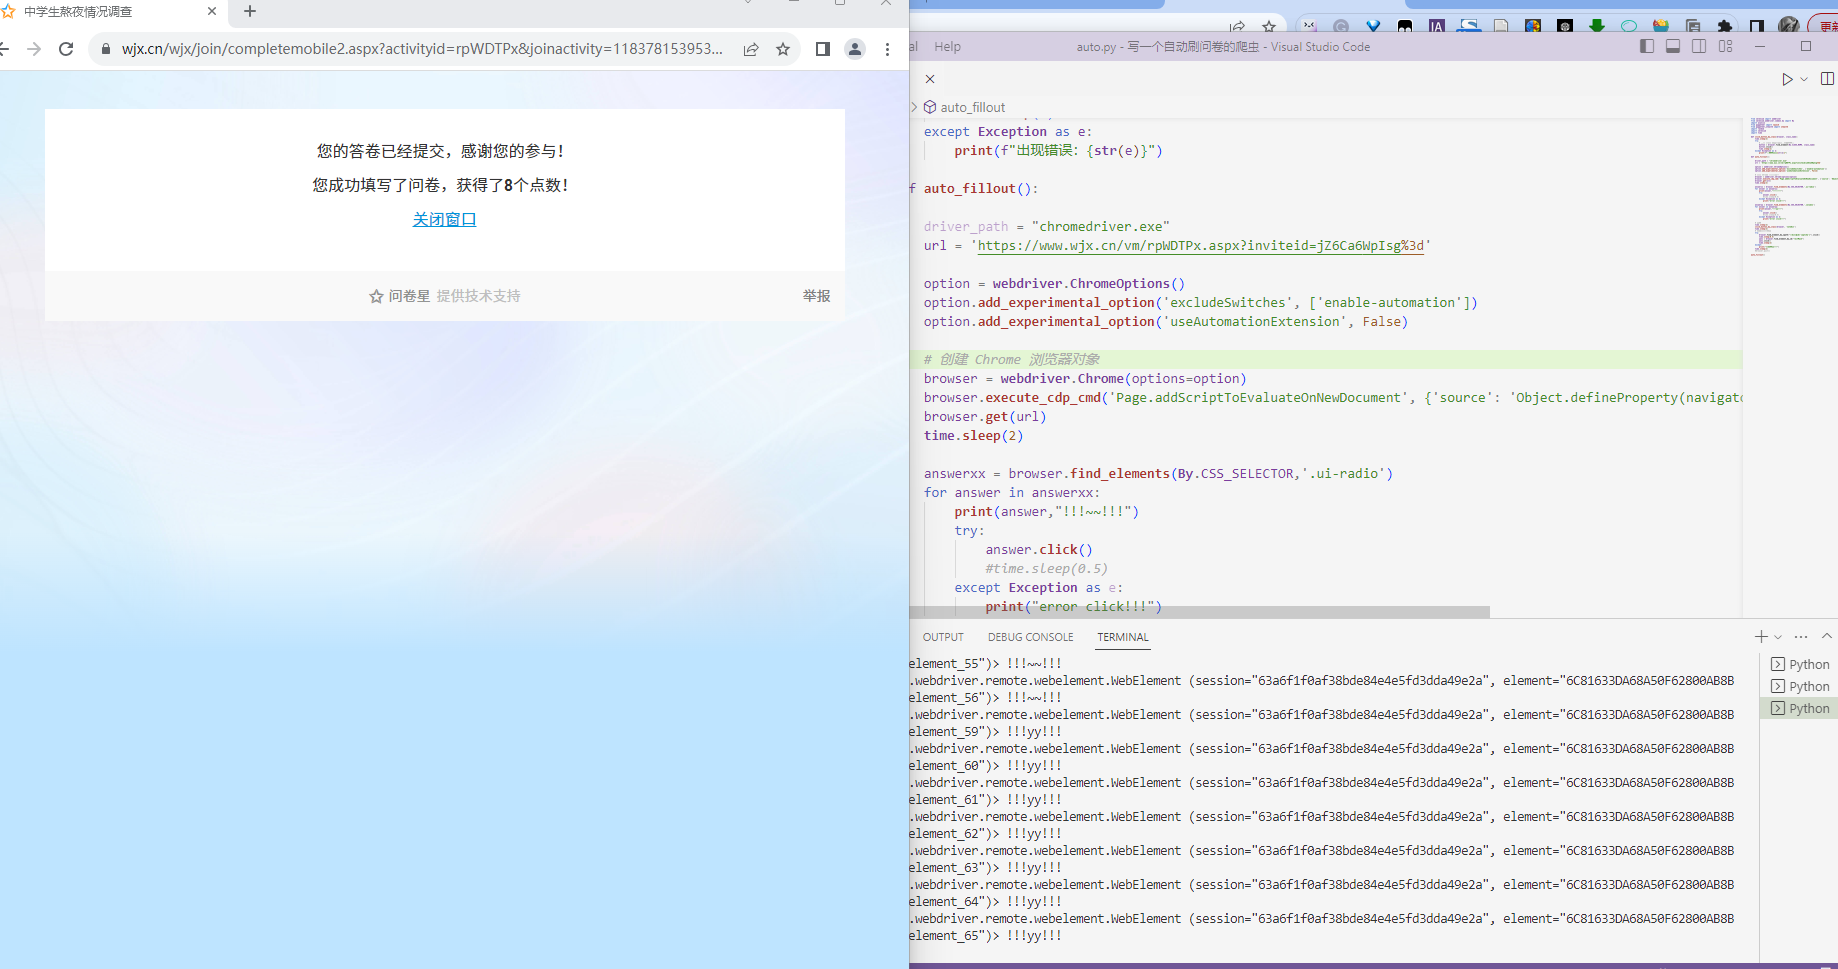 中学生熬夜情况调查
wjx.cn/wjx/join/completemobile2.aspx?activityid=rpWDTPx&joinactivity=118378153953...
您的答卷已经提交，感谢您的参与！
您成功填写了问卷，获得了8个点数！
关闭窗口
问卷星 提供技术支持
举报
Help
auto.py - 写一个自动刷问卷的爬虫 - Visual Studio Code
auto_fillout
except Exception as e:
print(f"出现错误: {str(e)}")
f auto_fillout():
driver_path = "chromedriver.exe"
url = 'https://www.wjx.cn/vm/rpWDTPx.aspx?inviteid=jZ6Ca6WpIsg%3d'
option = webdriver.ChromeOptions()
option.add_experimental_option('excludeSwitches', ['enable-automation'])
option.add_experimental_option('useAutomationExtension', False)
# 创建 Chrome 浏览器对象
browser = webdriver.Chrome(options=option)
browser.execute_cdp_cmd('Page.addScriptToEvaluateOnNewDocument', {'source': 'Object.defineProperty(navigato
browser.get(url)
time.sleep(2)
answerxx = browser.find_elements(By.CSS_SELECTOR,'.ui-radio')
for answer in answerxx:
print(answer,"!!!~~!!!")
try:
answer.click()
#time.sleep(0.5)
except Exception as e:
print("error click!!!")
OUTPUT DEBUG CONSOLE TERMINAL
element_55")> !!!~~!!!
.webdriver.remote.webelement.WebElement (session="63a6f1f0af38bde84e4e5fd3dda49e2a", element="6C81633DA68A50F62800AB8B
element_56")> !!!~~!!!
.webdriver.remote.webelement.WebElement (session="63a6f1f0af38bde84e4e5fd3dda49e2a", element="6C81633DA68A50F62800AB8B
element_59")> !!!yy!!!
.webdriver.remote.webelement.WebElement (session="63a6f1f0af38bde84e4e5fd3dda49e2a", element="6C81633DA68A50F62800AB8B
element_60")> !!!yy!!!
.webdriver.remote.webelement.WebElement (session="63a6f1f0af38bde84e4e5fd3dda49e2a", element="6C81633DA68A50F62800AB8B
element_61")> !!!yy!!!
.webdriver.remote.webelement.WebElement (session="63a6f1f0af38bde84e4e5fd3dda49e2a", element="6C81633DA68A50F62800AB8B
element_62")> !!!yy!!!
.webdriver.remote.webelement.WebElement (session="63a6f1f0af38bde84e4e5fd3dda49e2a", element="6C81633DA68A50F62800AB8B
element_63")> !!!yy!!!
.webdriver.remote.webelement.WebElement (session="63a6f1f0af38bde84e4e5fd3dda49e2a", element="6C81633DA68A50F62800AB8B
element_64")> !!!yy!!!
.webdriver.remote.webelement.WebElement (session="63a6f1f0af38bde84e4e5fd3dda49e2a", element="6C81633DA68A50F62800AB8B
element_65")> !!!yy!!!
Python
Python
Python